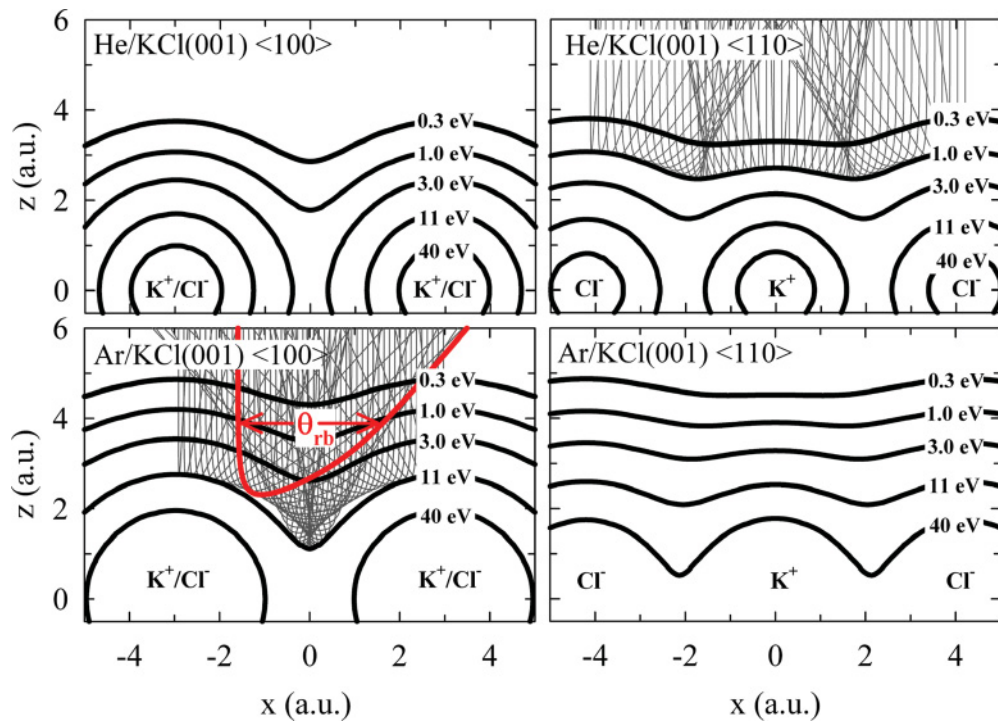 He/KCl(001) <100>
He/KCl(001) <110>
6
4
2
0
z (a.u.)
0.3 eV
1.0 eV
3.0 eV
11 eV
40 eV
K⁺/Cl⁻
K⁺/Cl⁻
0.3 eV
1.0 eV
3.0 eV
11 eV
40 eV
Cl⁻
K⁺
Cl⁻
Ar/KCl(001) <100>
Ar/KCl(001) <110>
6
4
2
0
z (a.u.)
θrb
0.3 eV
1.0 eV
3.0 eV
11 eV
40 eV
K⁺/Cl⁻
K⁺/Cl⁻
0.3 eV
1.0 eV
3.0 eV
11 eV
40 eV
Cl⁻
K⁺
Cl⁻
-4 -2 0 2 4
-4 -2 0 2 4
x (a.u.)
x (a.u.)